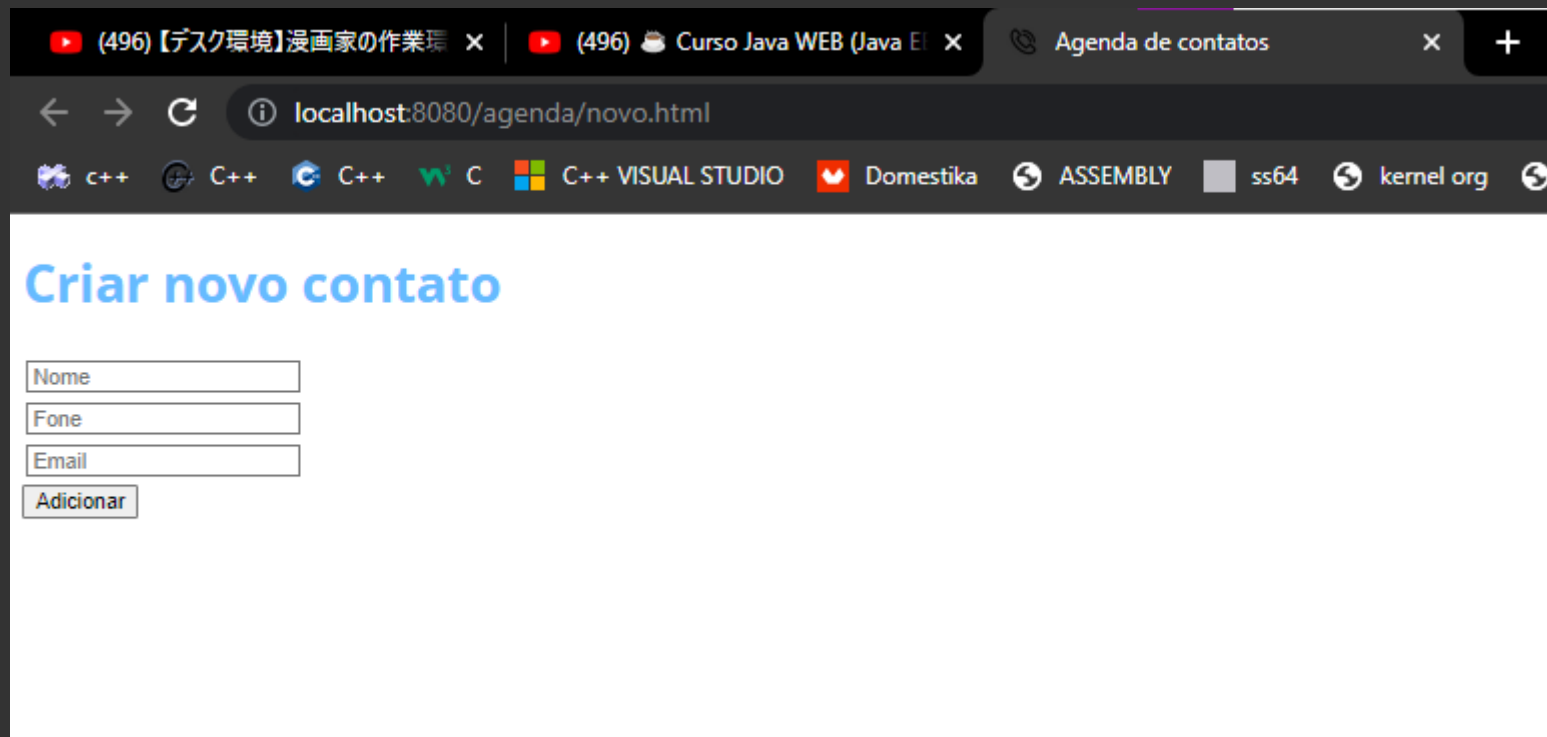 (496)【デスク環境】漫画家の作業環 (496) ☕ Curso Java WEB (Java EE Agenda de contatos
localhost:8080/agenda/novo.html
c++ C++ C++ C C++ VISUAL STUDIO Domestika ASSEMBLY ss64 kernel org
Criar novo contato
Nome
Fone
Email
Adicionar